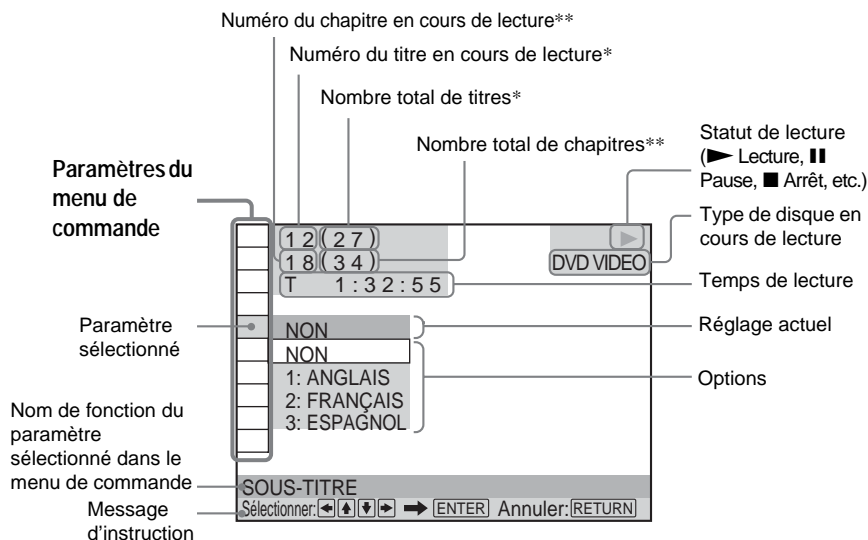 Numéro du chapitre en cours de lecture**
Numéro du titre en cours de lecture*
Nombre total de titres*
Nombre total de chapitres**
Statut de lecture
(► Lecture, ▮▮
Pause, ■ Arrêt, etc.)
Type de disque en
cours de lecture
Temps de lecture
Réglage actuel
Options
Paramètres du
menu de
commande
Paramètre
sélectionné
Nom de fonction du
paramètre
sélectionné dans le
menu de commande
Message
d'instruction
12(27)
18(34)
T 1:32:55
►
DVD VIDEO
NON
NON
1: ANGLAIS
2: FRANÇAIS
3: ESPAGNOL
SOUS-TITRE
Sélectionner: ← ↑ ↓ → ➡ ENTER Annuler: RETURN